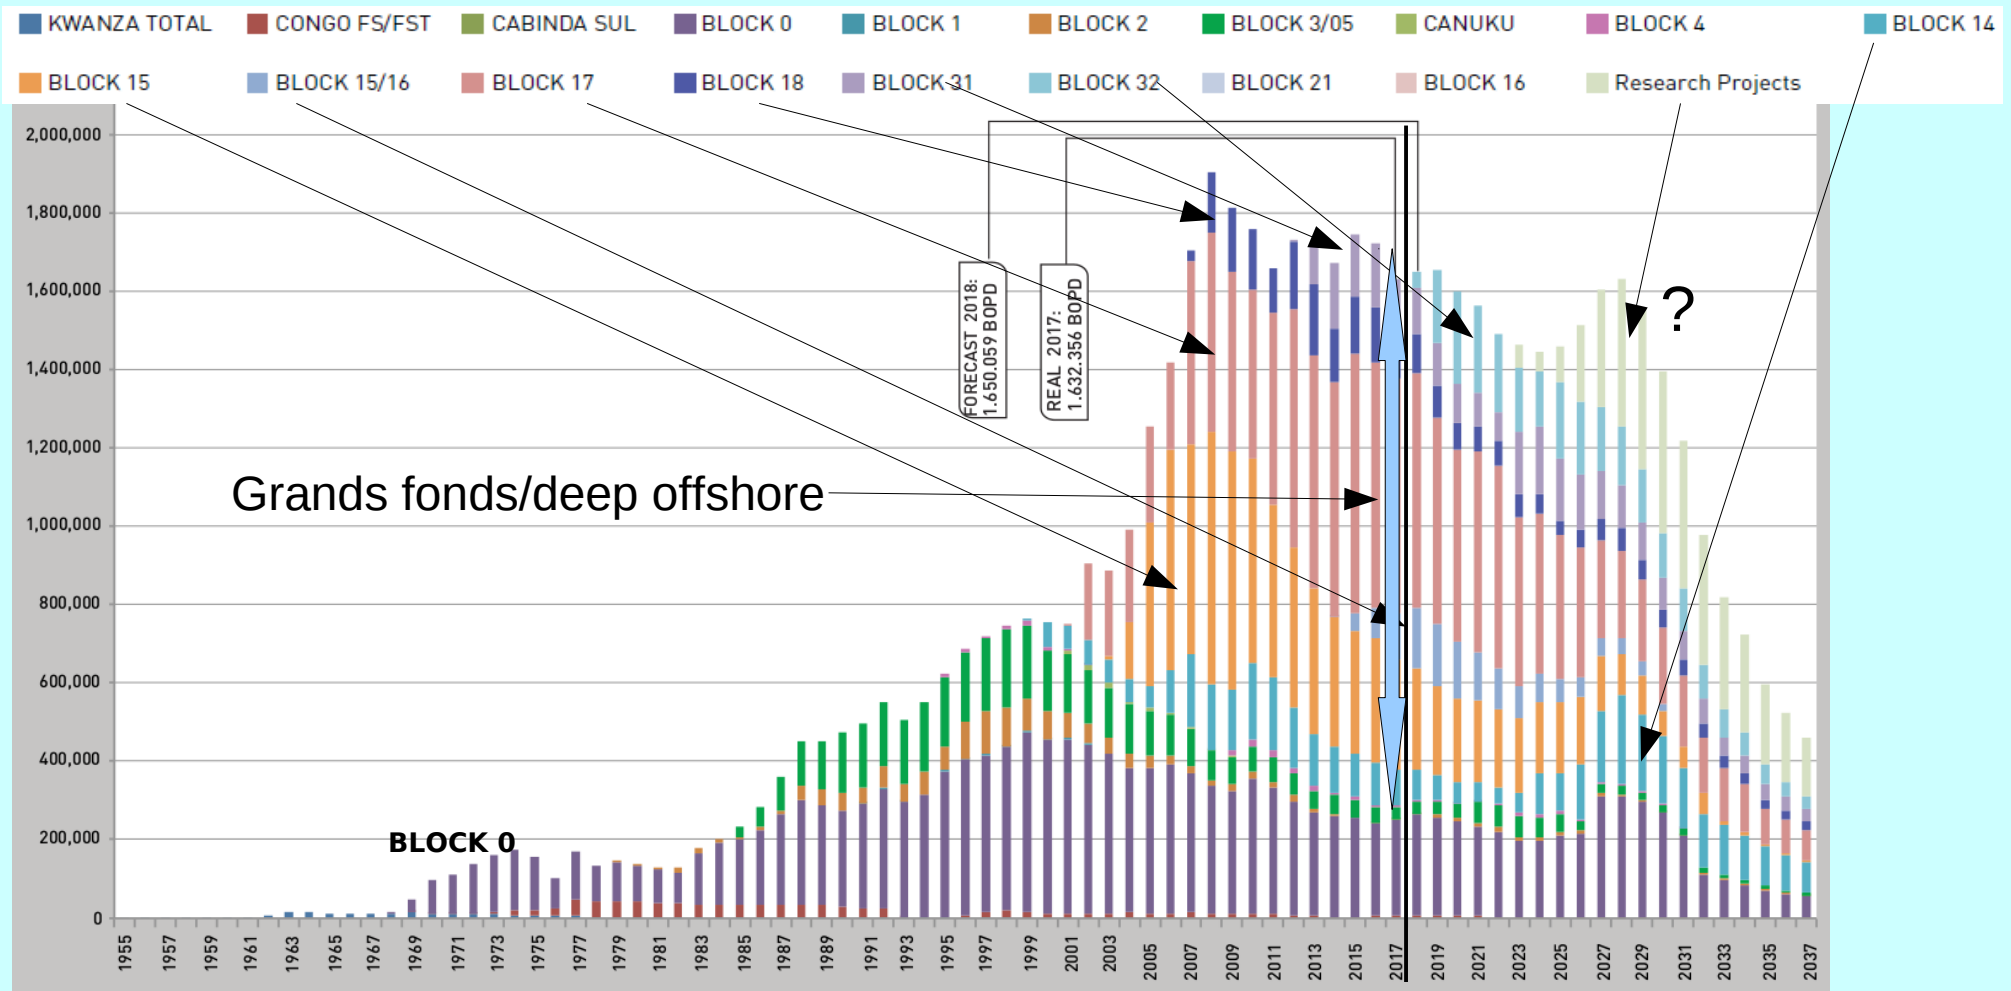 KWANZA TOTAL CONGO FS/FST CABINDA SUL BLOCK 0 BLOCK 1 BLOCK 2 BLOCK 3/05 CANUKU BLOCK 4 BLOCK 14
BLOCK 15 BLOCK 15/16 BLOCK 17 BLOCK 18 BLOCK 31 BLOCK 32 BLOCK 21 BLOCK 16 Research Projects
2,000,000
1,800,000
1,600,000
1,400,000
1,200,000
1,000,000
800,000
600,000
400,000
200,000
0
FORECAST 2018:
1.650.059 BOPD
REAL 2017:
1.632.356 BOPD
?
Grands fonds/deep offshore
BLOCK 0
1955 1957 1959 1961 1963 1965 1967 1969 1971 1973 1975 1977 1979 1981 1983 1985 1987 1989 1991 1993 1995 1997 1999 2001 2003 2005 2007 2009 2011 2013 2015 2017 2019 2021 2023 2025 2027 2029 2031 2033 2035 2037